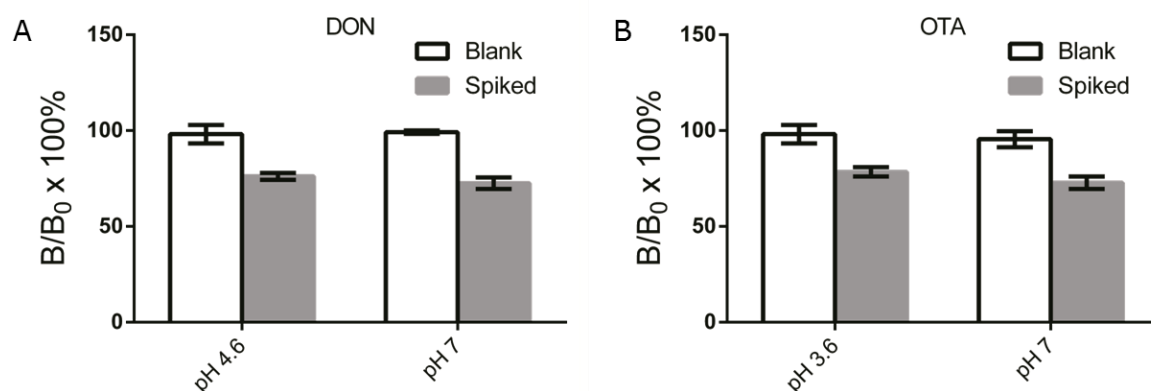 A
DON
150
100
50
0
B/B₀ x 100%
Blank
Spiked
pH 4.6
pH 7
B
OTA
150
100
50
0
B/B₀ x 100%
Blank
Spiked
pH 3.6
pH 7